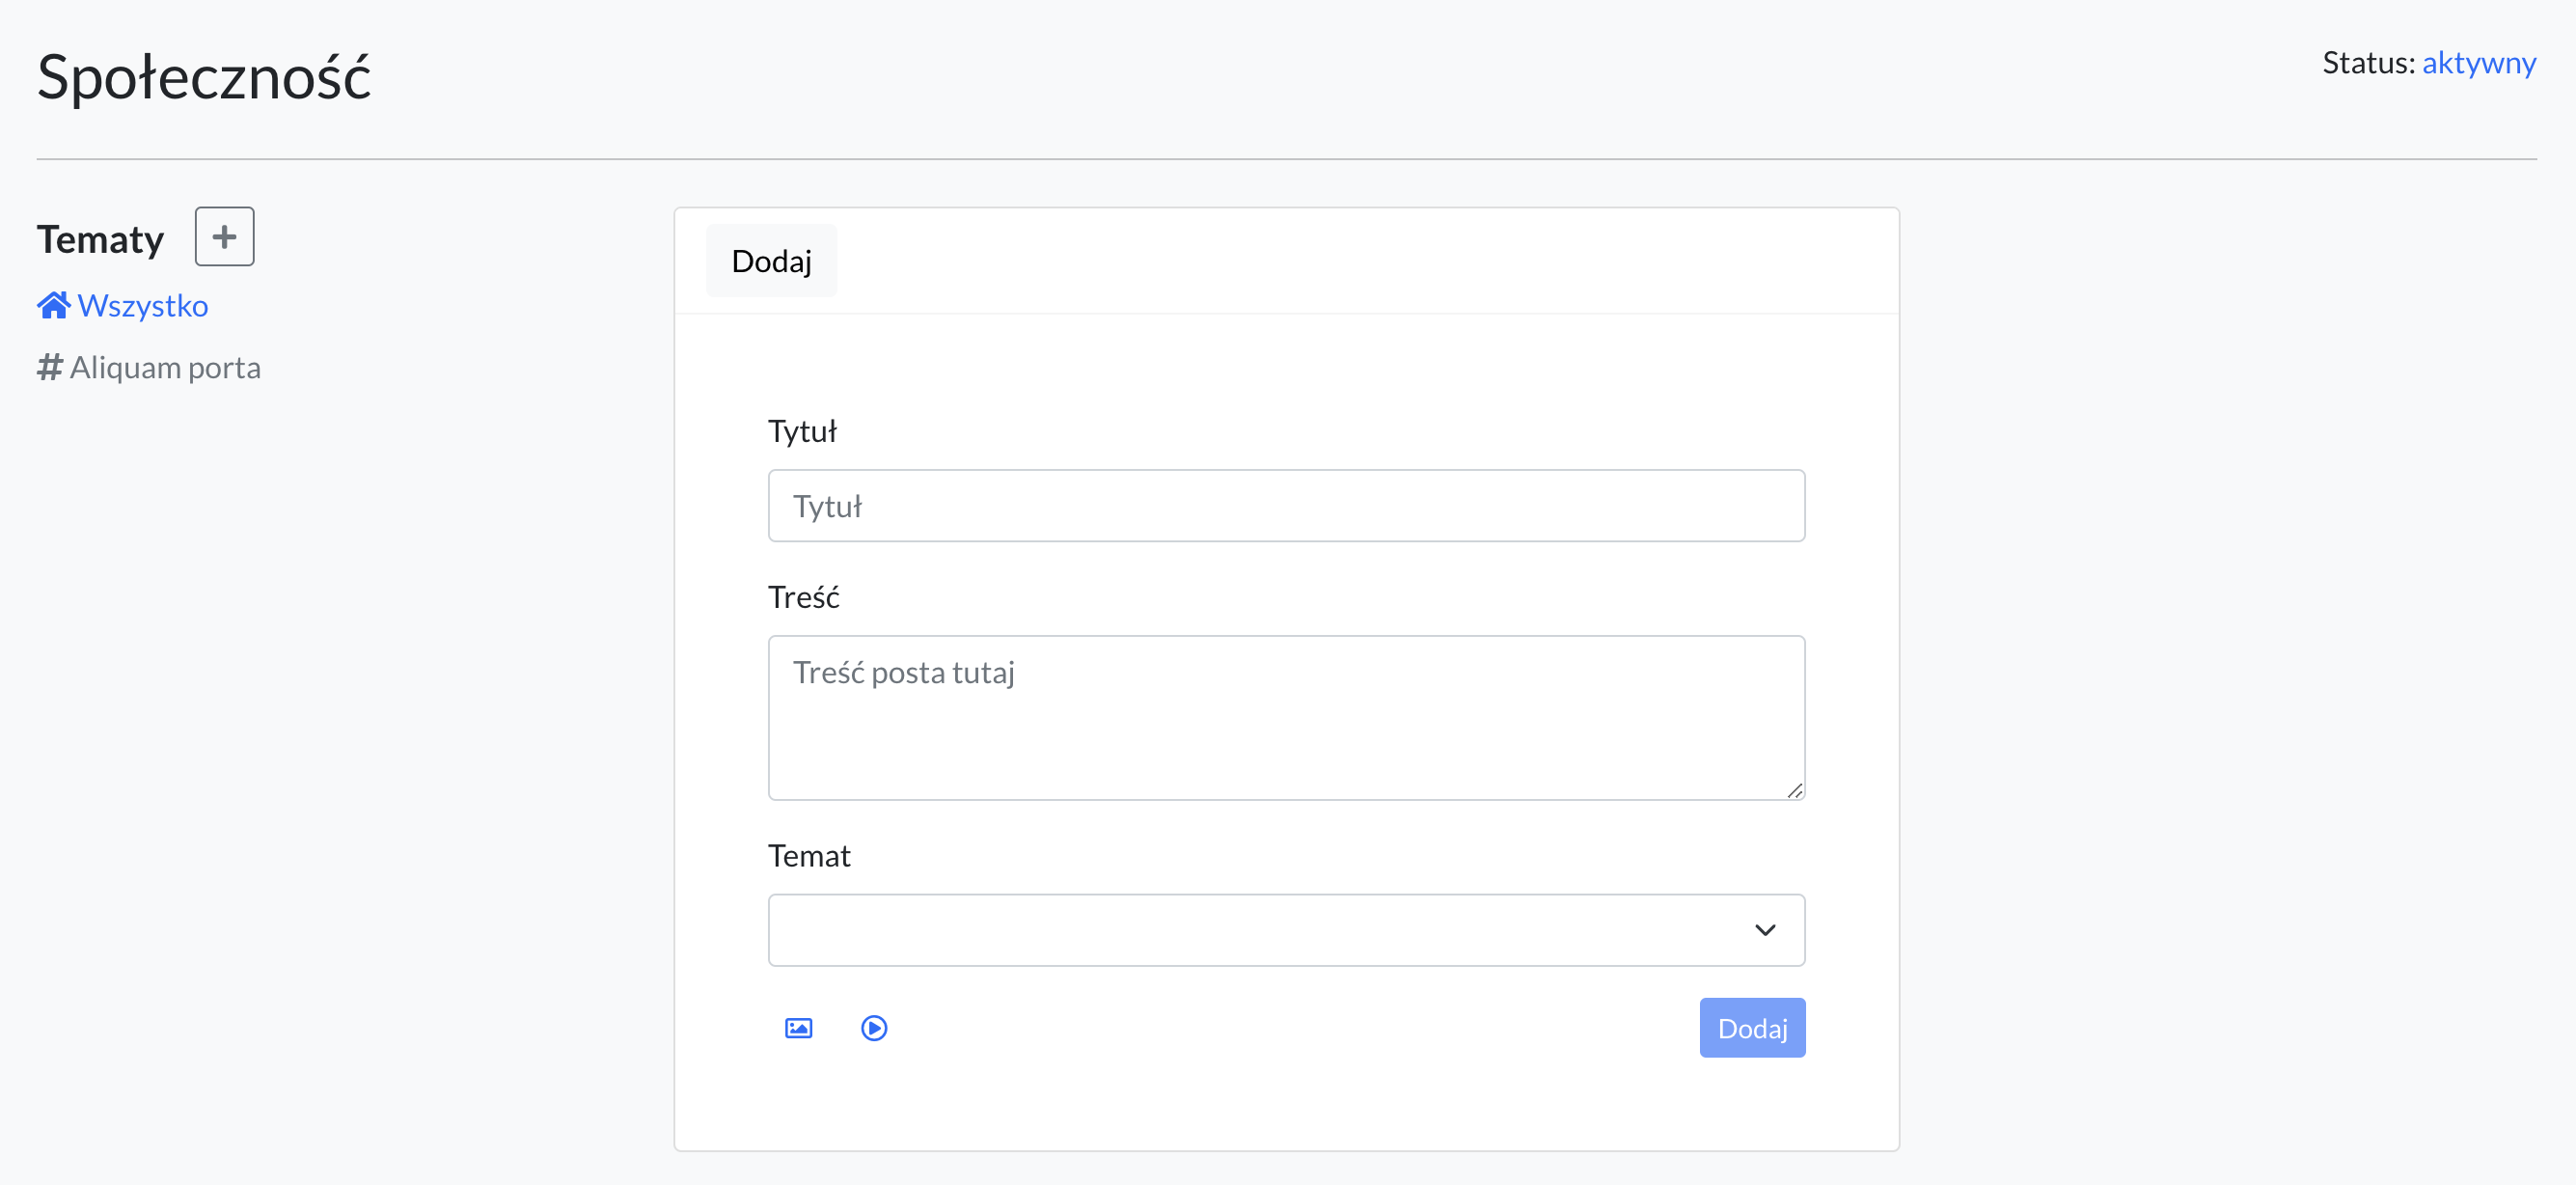 Społeczność
Status: aktywny
Tematy
Wszystko
# Aliquam porta
Dodaj
Tytuł
Tytuł
Treść
Treść posta tutaj
Temat
Dodaj